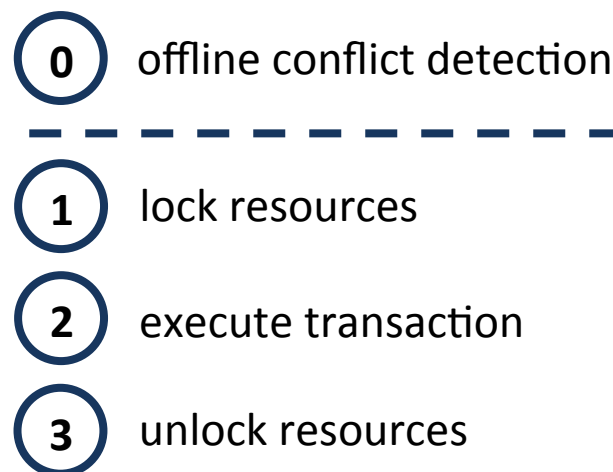 0 offline conflict detection
1 lock resources
2 execute transaction
3 unlock resources